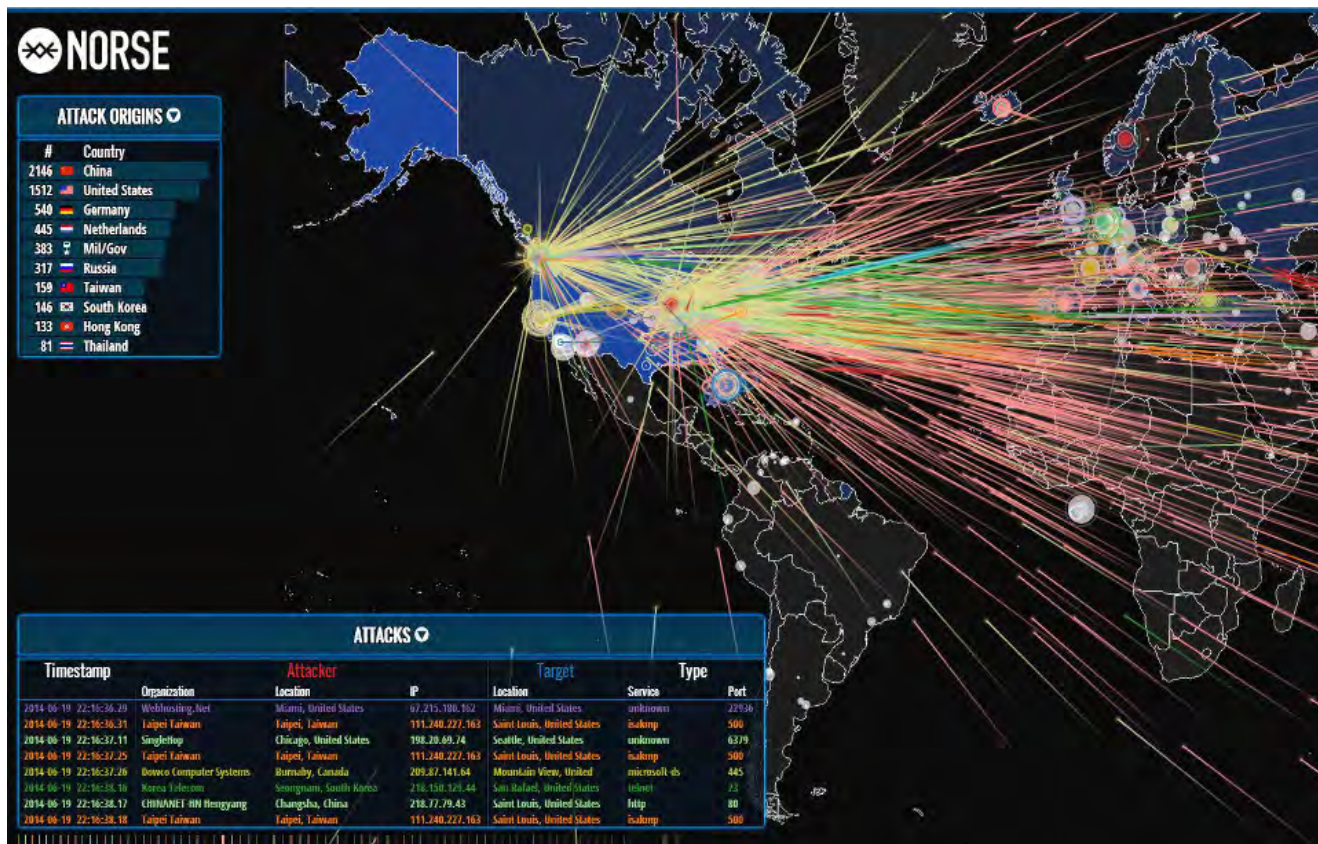 NORSE
ATTACK ORIGINS
# Country
2146 China
1512 United States
540 Germany
445 Netherlands
383 Mil/Gov
317 Russia
159 Taiwan
146 South Korea
133 Hong Kong
81 Thailand
ATTACKS
Timestamp Attacker Target Type
Organization Location IP Location Service Port
2014-06-19 22:16:36.29 Webhosting.Net Miami, United States 67.215.180.162 Miami, United States unknown 22936
2014-06-19 22:16:36.31 Taipei Taiwan Taipei, Taiwan 111.240.227.163 Saint Louis, United States isakmp 500
2014-06-19 22:16:37.11 SingleHop Chicago, United States 198.20.69.74 Seattle, United States unknown 6379
2014-06-19 22:16:37.25 Taipei Taiwan Taipei, Taiwan 111.240.227.163 Saint Louis, United States isakmp 500
2014-06-19 22:16:37.26 Dowco Computer Systems Burnaby, Canada 209.87.141.64 Mountain View, United microsoft-ds 445
2014-06-19 22:16:38.16 Korea Telecom Seongnam, South Korea 218.150.129.44 San Rafael, United States telnet 23
2014-06-19 22:16:38.17 CHINANET-HN Hengyang Changsha, China 218.77.79.43 Saint Louis, United States http 80
2014-06-19 22:16:38.18 Taipei Taiwan Taipei, Taiwan 111.240.227.163 Saint Louis, United States isakmp 500